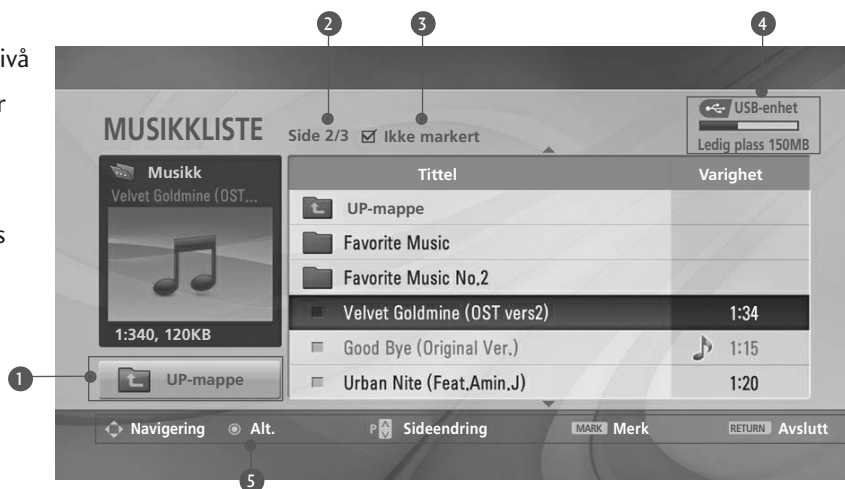 2
3
4
ivå
r
s
USB-enhet
Ledig plass 150MB
MUSIKKLISTE
Side 2/3
Ikke markert
Musikk
Velvet Goldmine (OST...
1:340, 120KB
Tittel
Varighet
UP-mappe
Favorite Music
Favorite Music No.2
Velvet Goldmine (OST vers2) 1:34
Good Bye (Original Ver.) 1:15
Urban Nite (Feat.Amin.J) 1:20
1
UP-mappe
Navigering
Alt.
P
Sideendring
MARK Merk
RETURN Avslutt
5